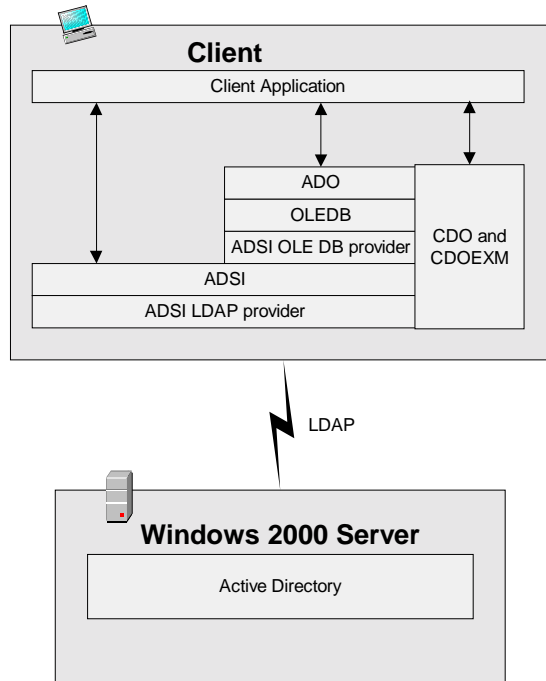 Client
Client Application
ADO
OLEDB
ADSI OLE DB provider
CDO and
CDOEXM
ADSI
ADSI LDAP provider
LDAP
Windows 2000 Server
Active Directory